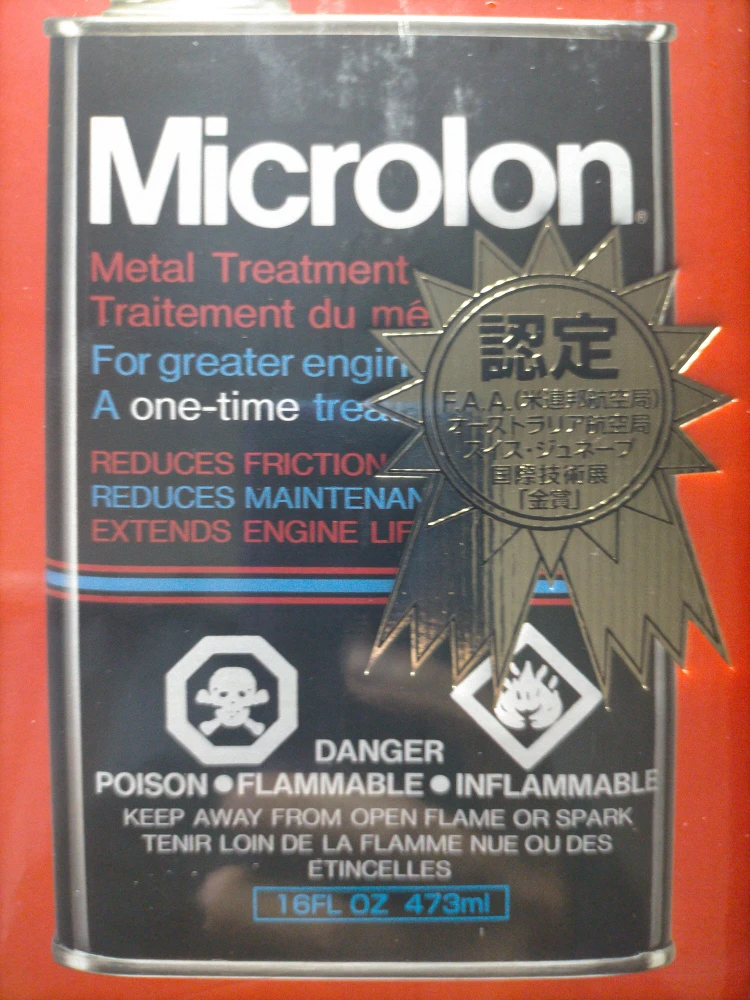 Microlon®
Metal Treatment
Traitement du mé
For greater engin
A one-time trea
REDUCES FRICTION
REDUCES MAINTENAN
EXTENDS ENGINE LIF
認定
F.A.A.(米連邦航空局)
オーストラリア航空局
スイス・ジュネーブ
国際技術展
「金賞」
DANGER
POISON ● FLAMMABLE ● INFLAMMABLE
KEEP AWAY FROM OPEN FLAME OR SPARK
TENIR LOIN DE LA FLAMME NUE OU DES
ÉTINCELLES
16FL OZ 473ml